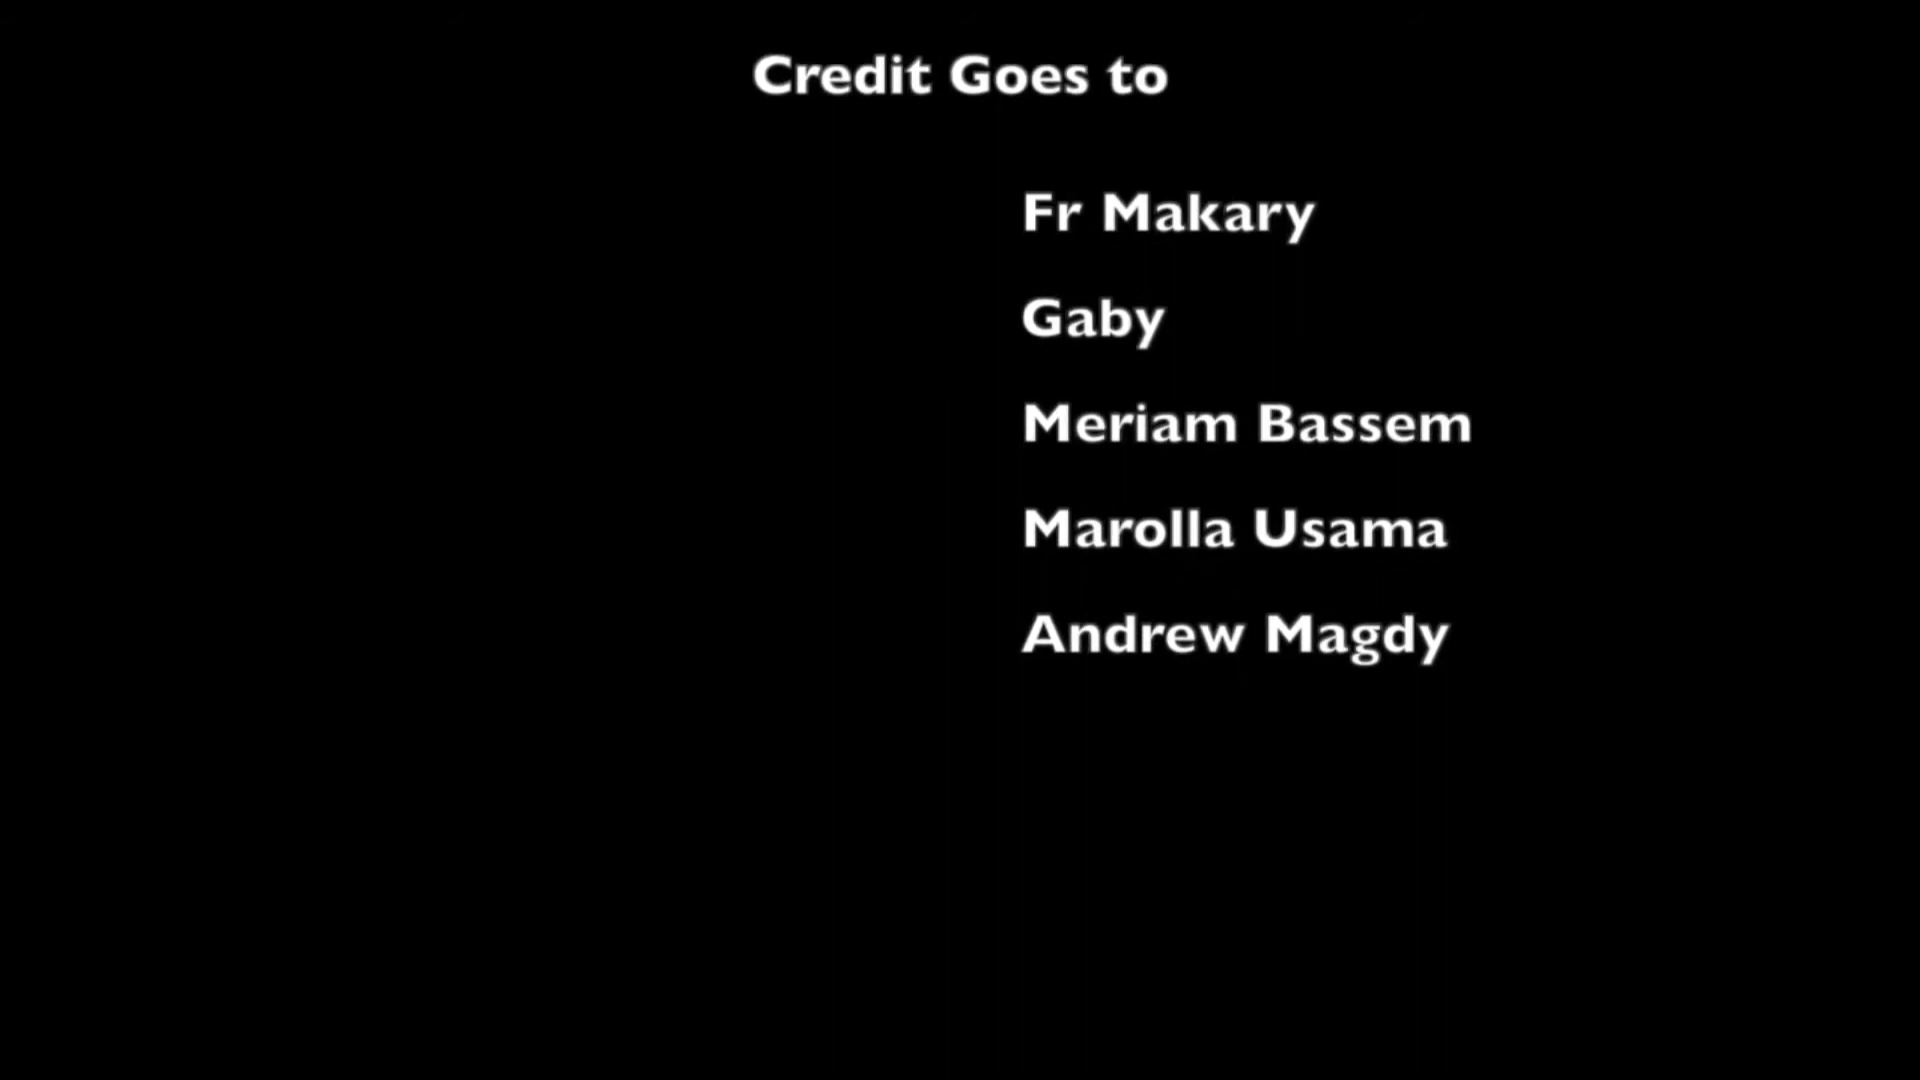 Credit Goes to
Fr Makary
Gaby
Meriam Bassem
Marolla Usama
Andrew Magdy